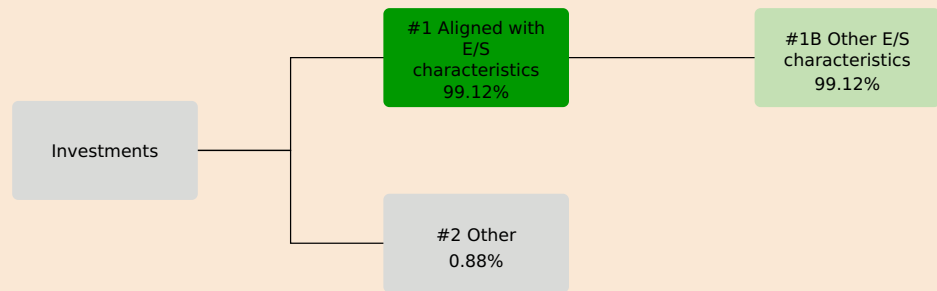 Investments
#1 Aligned with
E/S
characteristics
99.12%
#1B Other E/S
characteristics
99.12%
#2 Other
0.88%